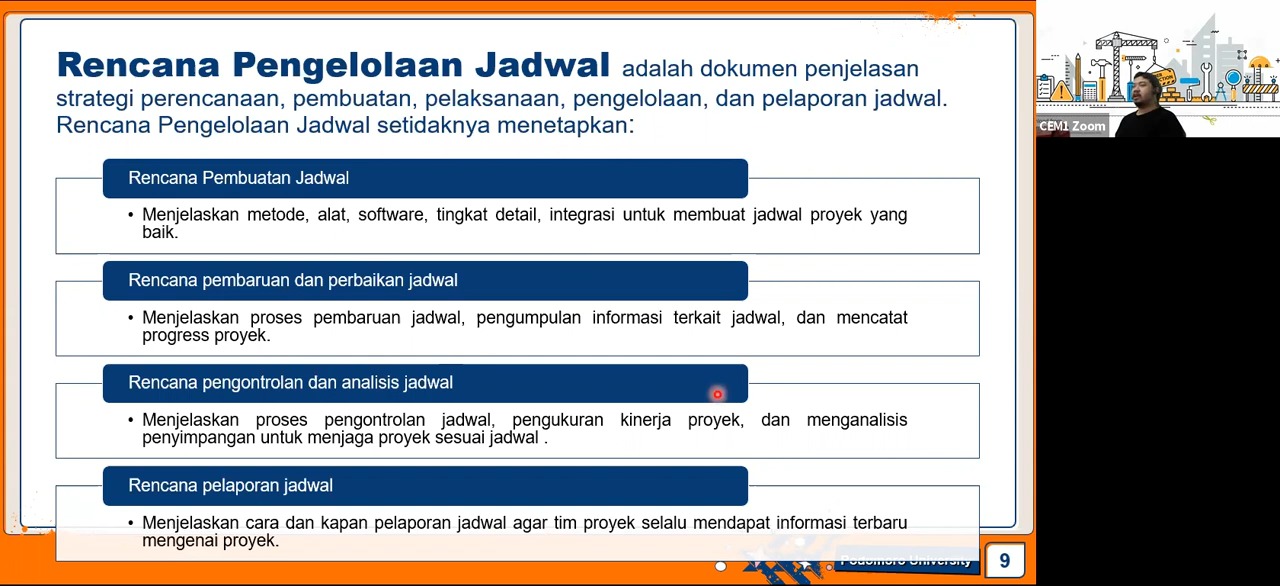 Rencana Pengelolaan Jadwal adalah dokumen penjelasan
strategi perencanaan, pembuatan, pelaksanaan, pengelolaan, dan pelaporan jadwal.
Rencana Pengelolaan Jadwal setidaknya menetapkan:
Rencana Pembuatan Jadwal
• Menjelaskan metode, alat, software, tingkat detail, integrasi untuk membuat jadwal proyek yang
baik.
Rencana pembaruan dan perbaikan jadwal
• Menjelaskan proses pembaruan jadwal, pengumpulan informasi terkait jadwal, dan mencatat
progress proyek.
Rencana pengontrolan dan analisis jadwal
• Menjelaskan proses pengontrolan jadwal, pengukuran kinerja proyek, dan menganalisis
penyimpangan untuk menjaga proyek sesuai jadwal .
Rencana pelaporan jadwal
• Menjelaskan cara dan kapan pelaporan jadwal agar tim proyek selalu mendapat informasi terbaru
mengenai proyek.
Podomoro University
9
CEM1 Zoom